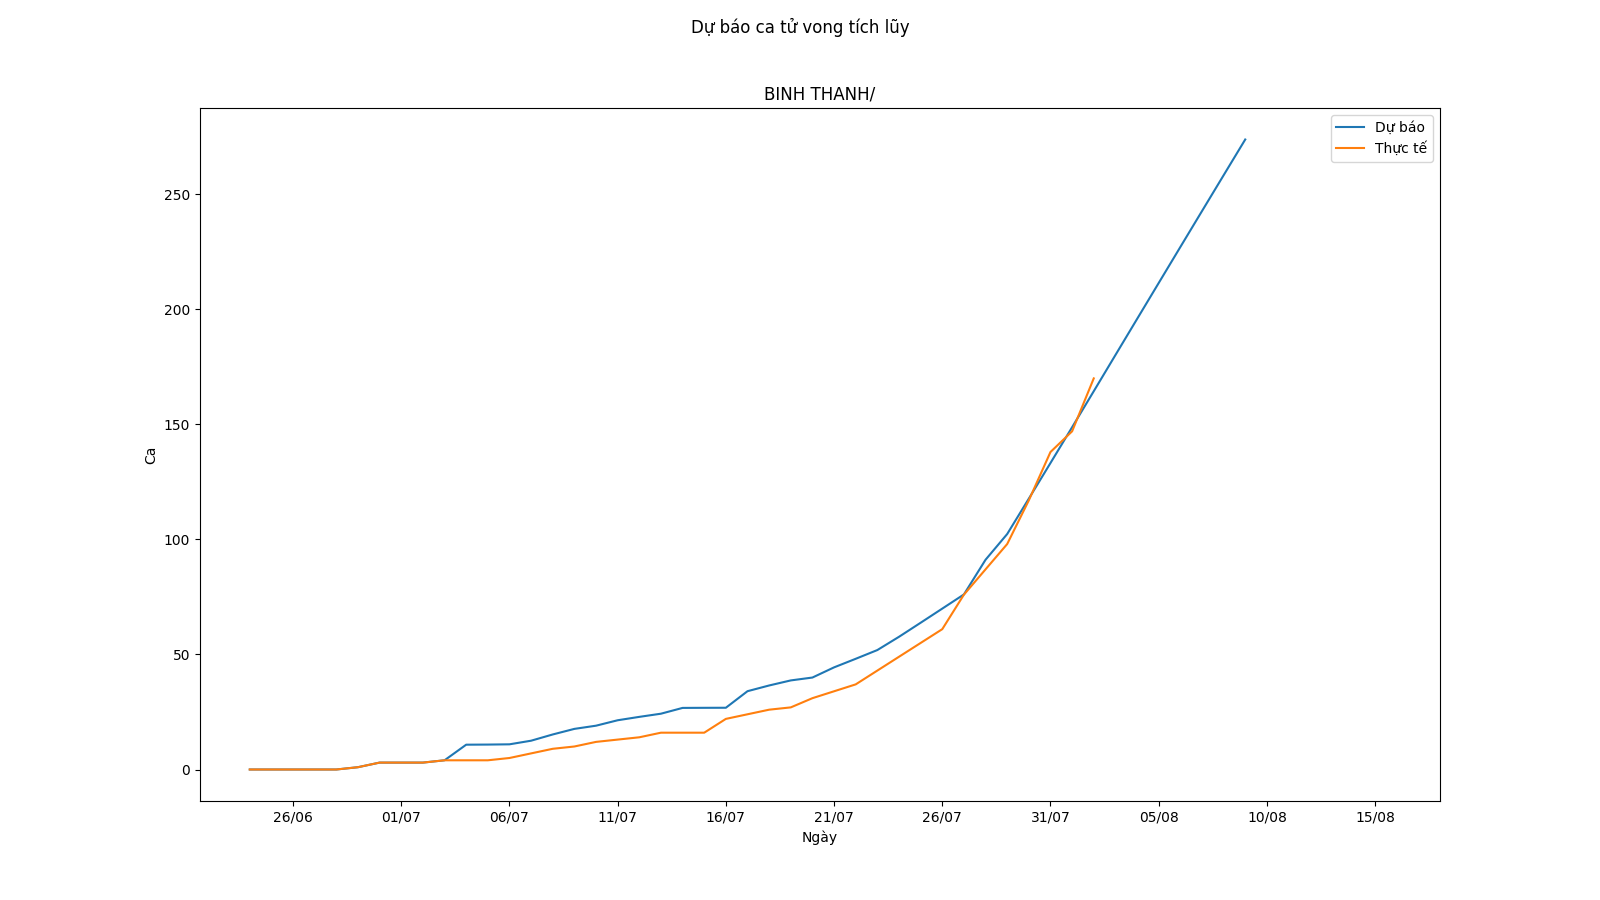 Dự báo ca tử vong tích lũy
BINH THANH/
Dự báo
Thực tế
250
200
150
100
50
0
Ca
26/06 01/07 06/07 11/07 16/07 21/07 26/07 31/07 05/08 10/08 15/08
Ngày